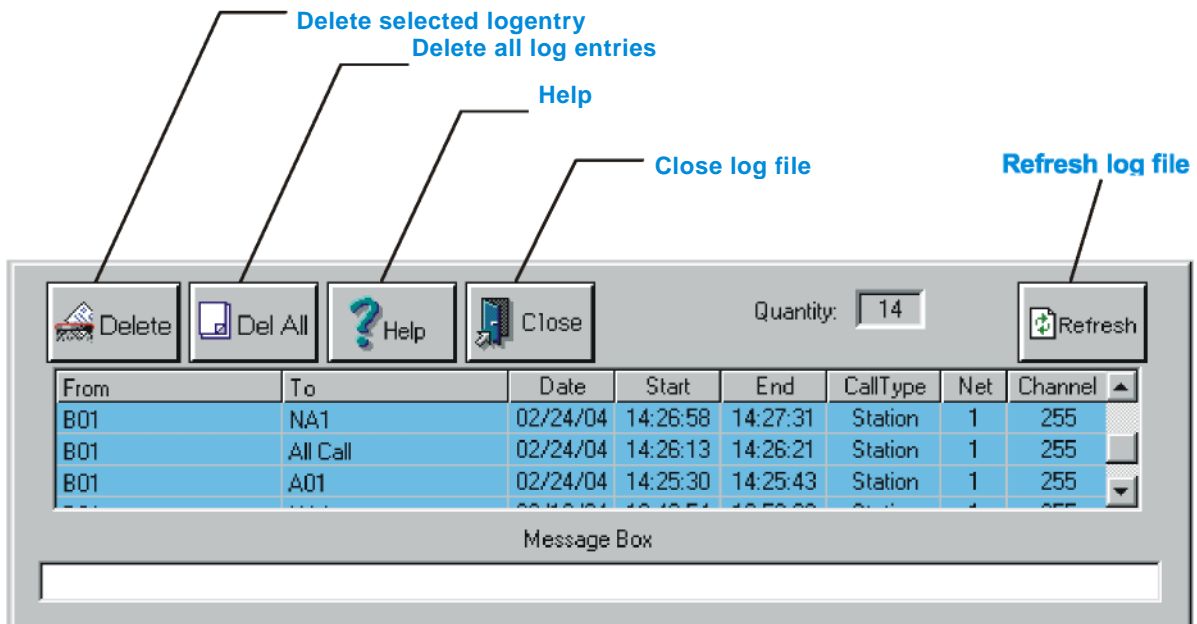 Delete selected logentry
Delete all log entries
Help
Close log file
Refresh log file
Delete
Del All
Help
Close
Quantity: 14
Refresh
From To Date Start End CallType Net Channel
B01 NA1 02/24/04 14:26:58 14:27:31 Station 1 255
B01 All Call 02/24/04 14:26:13 14:26:21 Station 1 255
B01 A01 02/24/04 14:25:30 14:25:43 Station 1 255
Message Box